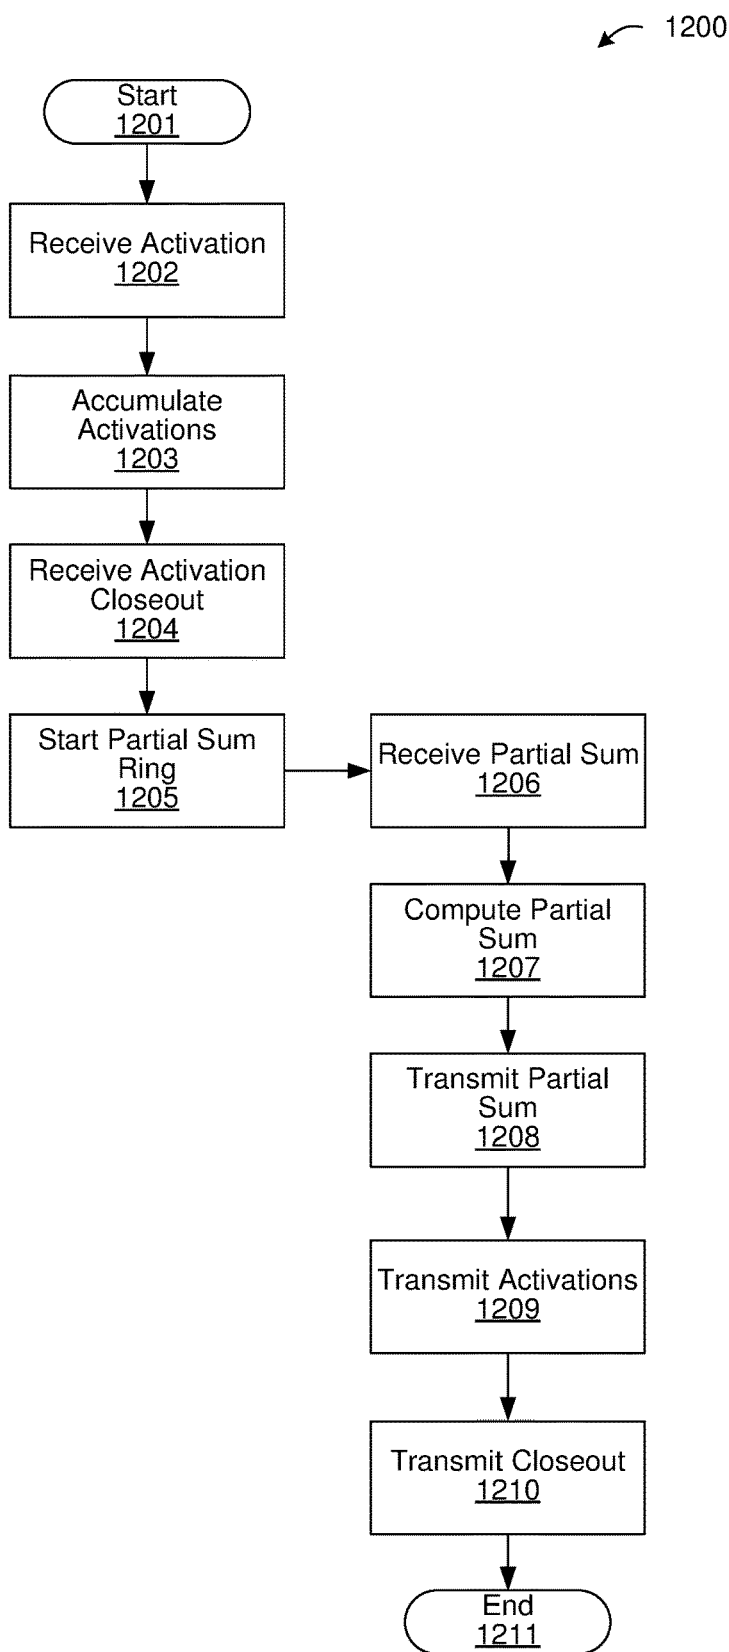 1200
Start
1201
Receive Activation
1202
Accumulate
Activations
1203
Receive Activation
Closeout
1204
Start Partial Sum
Ring
1205
Receive Partial Sum
1206
Compute Partial
Sum
1207
Transmit Partial
Sum
1208
Transmit Activations
1209
Transmit Closeout
1210
End
1211